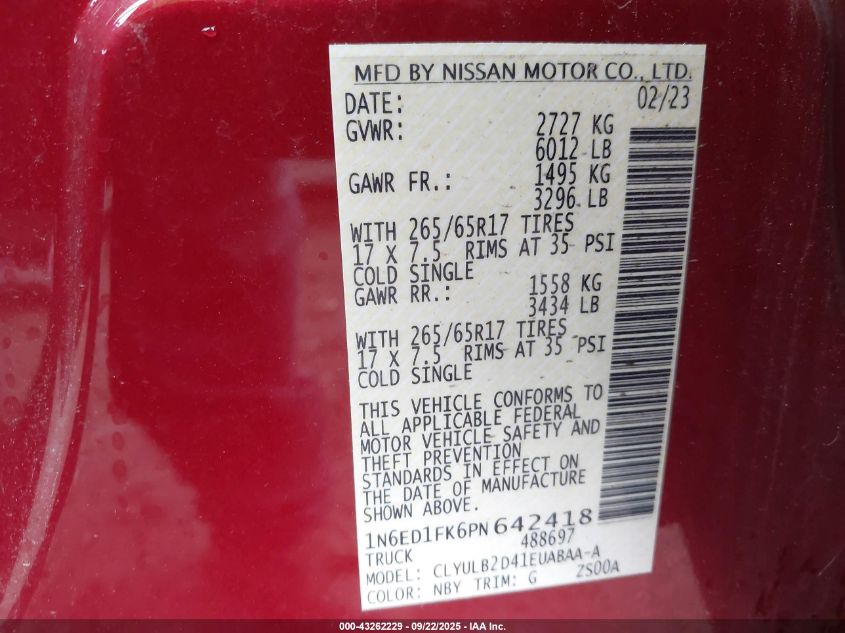 MFD BY NISSAN MOTOR CO., LTD.
DATE: 02/23
GVWR: 2727 KG
6012 LB
GAWR FR.: 1495 KG
3296 LB
WITH 265/65R17 TIRES
17 X 7.5 RIMS AT 35 PSI
COLD SINGLE
GAWR RR.: 1558 KG
3434 LB
WITH 265/65R17 TIRES
17 X 7.5 RIMS AT 35 PSI
COLD SINGLE
THIS VEHICLE CONFORMS TO
ALL APPLICABLE FEDERAL
MOTOR VEHICLE SAFETY AND
THEFT PREVENTION
STANDARDS IN EFFECT ON
THE DATE OF MANUFACTURE
SHOWN ABOVE.
1N6ED1FK6PN642418
TRUCK 488697
MODEL: CLYULB2D41EUABAA-A
COLOR: NBY TRIM: G ZS00A
000-43262229 - 09/22/2025 - IAA Inc.